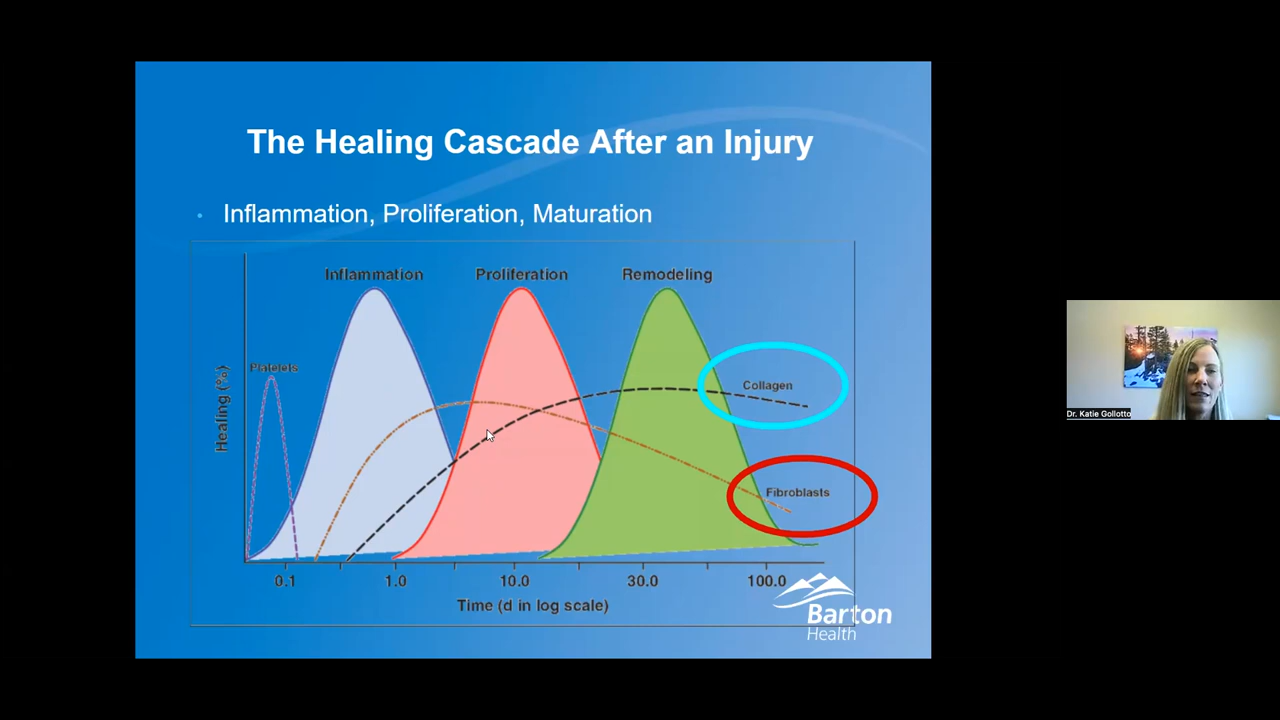 The Healing Cascade After an Injury
• Inflammation, Proliferation, Maturation
Inflammation
Proliferation
Remodeling
Platelets
Healing (%)
Collagen
Fibroblasts
0.1
1.0
10.0
30.0
100.0
Time (d in log scale)
Barton
Health
Dr. Katie Gollotto